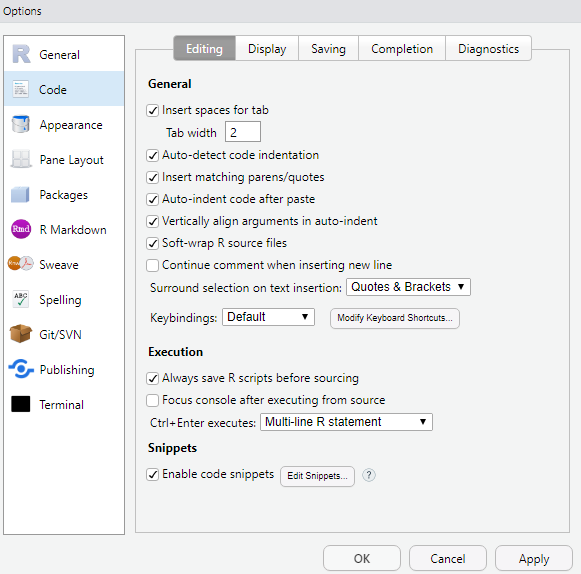 Options
R General
Code
Appearance
Pane Layout
Packages
Rmd R Markdown
Sweave
ABC Spelling
Git/SVN
Publishing
Terminal
Editing Display Saving Completion Diagnostics
General
Insert spaces for tab
Tab width 2
Auto-detect code indentation
Insert matching parens/quotes
Auto-indent code after paste
Vertically align arguments in auto-indent
Soft-wrap R source files
Continue comment when inserting new line
Surround selection on text insertion: Quotes & Brackets
Keybindings: Default Modify Keyboard Shortcuts...
Execution
Always save R scripts before sourcing
Focus console after executing from source
Ctrl+Enter executes: Multi-line R statement
Snippets
Enable code snippets Edit Snippets... ?
OK Cancel Apply